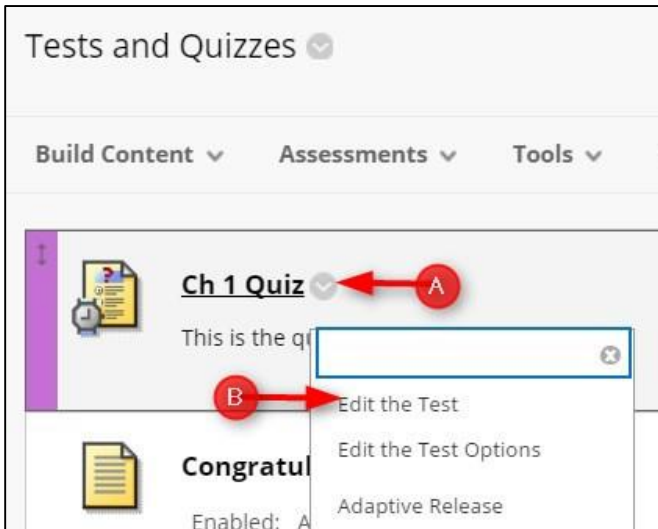 Tests and Quizzes
Build Content Assessments Tools
Ch 1 Quiz A
This is the qu
B Edit the Test
Edit the Test Options
Congratul
Adaptive Release
Enabled: A